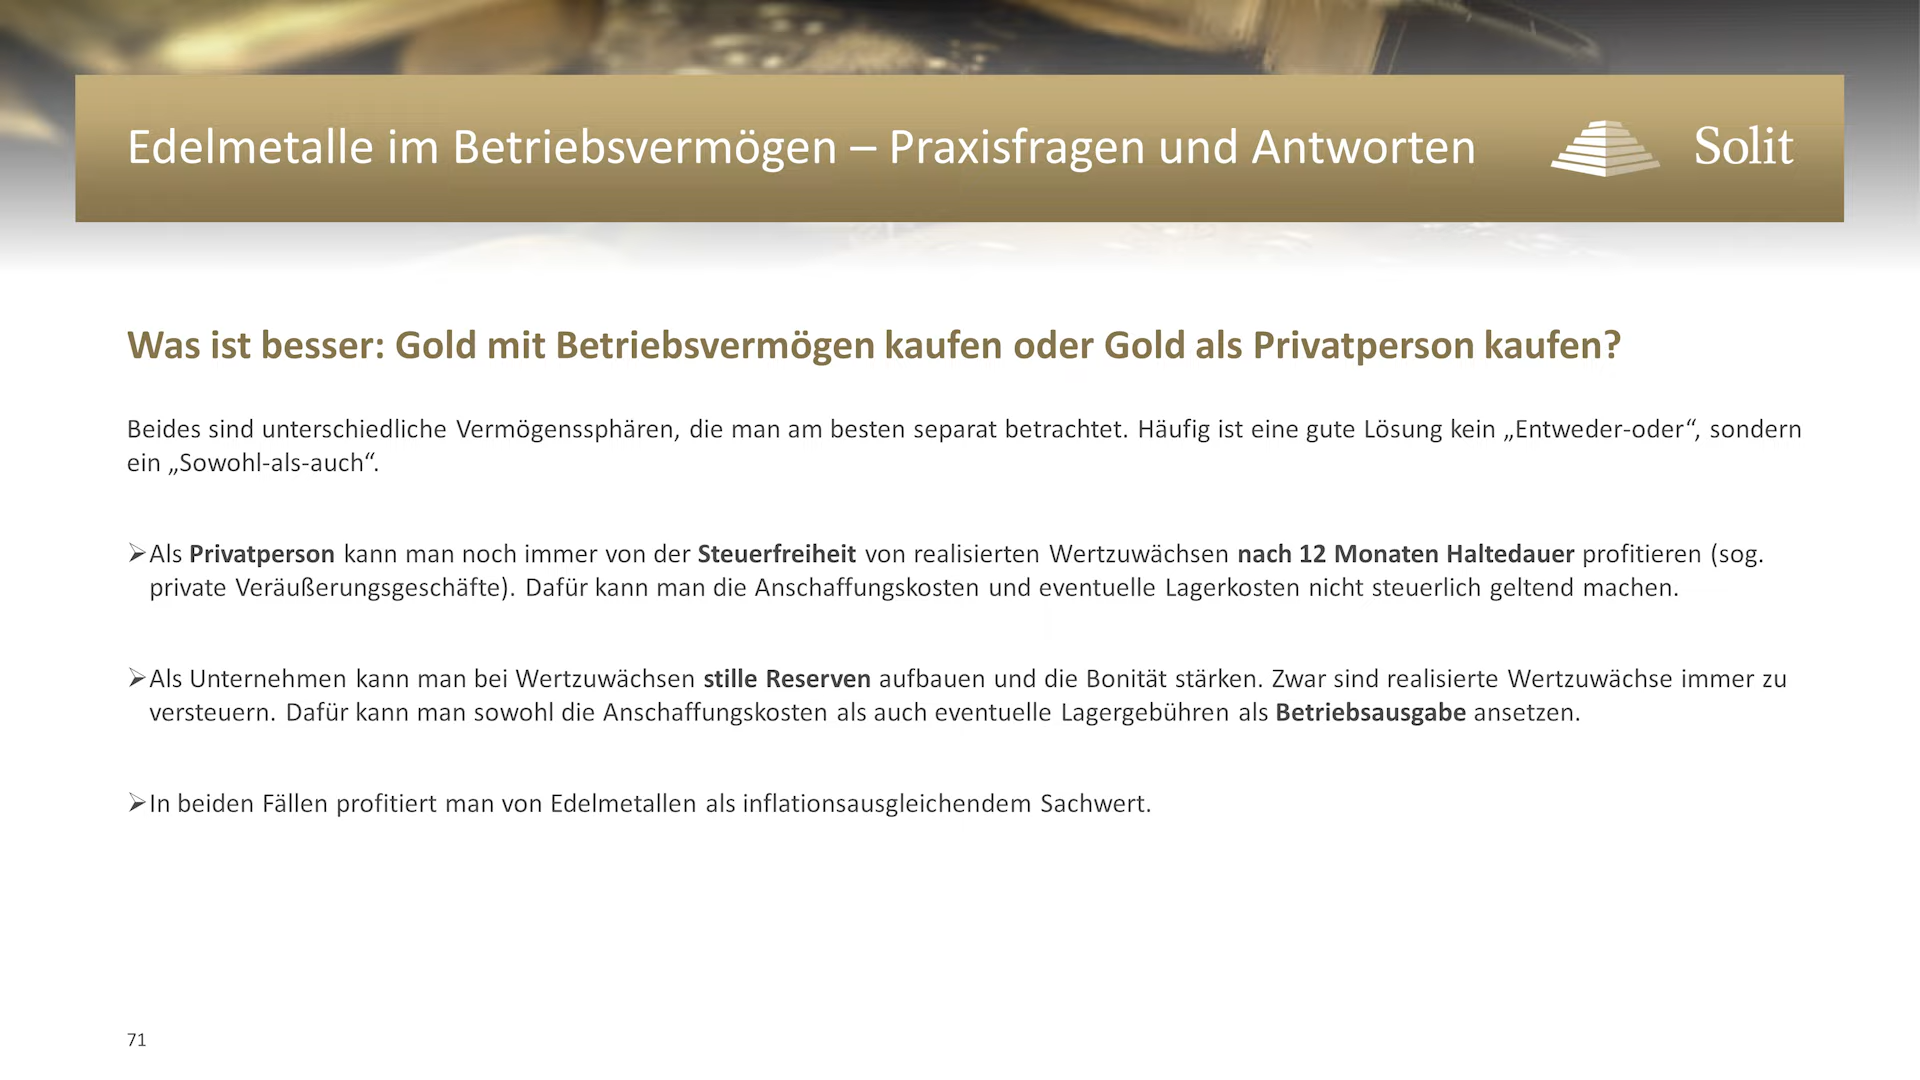 Edelmetalle im Betriebsvermögen – Praxisfragen und Antworten
Solit
Was ist besser: Gold mit Betriebsvermögen kaufen oder Gold als Privatperson kaufen?
Beides sind unterschiedliche Vermögenssphären, die man am besten separat betrachtet. Häufig ist eine gute Lösung kein „Entweder-oder“, sondern
ein „Sowohl-als-auch“.
➢Als Privatperson kann man noch immer von der Steuerfreiheit von realisierten Wertzuwächsen nach 12 Monaten Haltedauer profitieren (sog.
private Veräußerungsgeschäfte). Dafür kann man die Anschaffungskosten und eventuelle Lagerkosten nicht steuerlich geltend machen.
➢Als Unternehmen kann man bei Wertzuwächsen stille Reserven aufbauen und die Bonität stärken. Zwar sind realisierte Wertzuwächse immer zu
versteuern. Dafür kann man sowohl die Anschaffungskosten als auch eventuelle Lagergebühren als Betriebsausgabe ansetzen.
➢In beiden Fällen profitiert man von Edelmetallen als inflationsausgleichendem Sachwert.
71